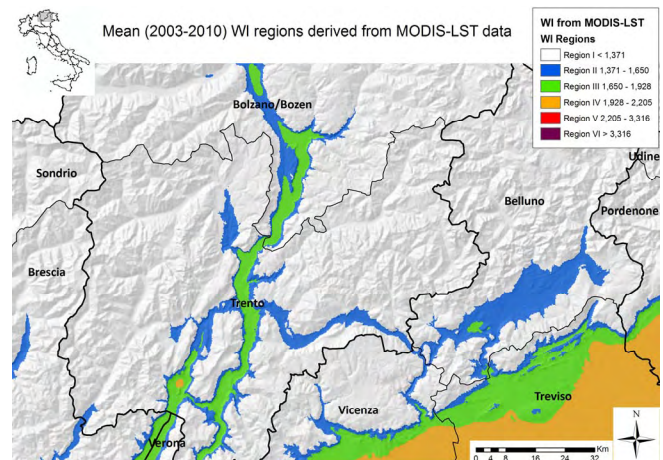 Mean (2003-2010) WI regions derived from MODIS-LST data
WI from MODIS-LST
WI Regions
Region I < 1,371
Region II 1,371 - 1,650
Region III 1,650 - 1,928
Region IV 1,928 - 2,205
Region V 2,205 - 3,316
Region VI > 3,316
Bolzano/Bozen
Sondrio
Udine
Belluno
Pordenone
Brescia
Trento
Treviso
Vicenza
Verona
N
Km
0 4 8 16 24 32